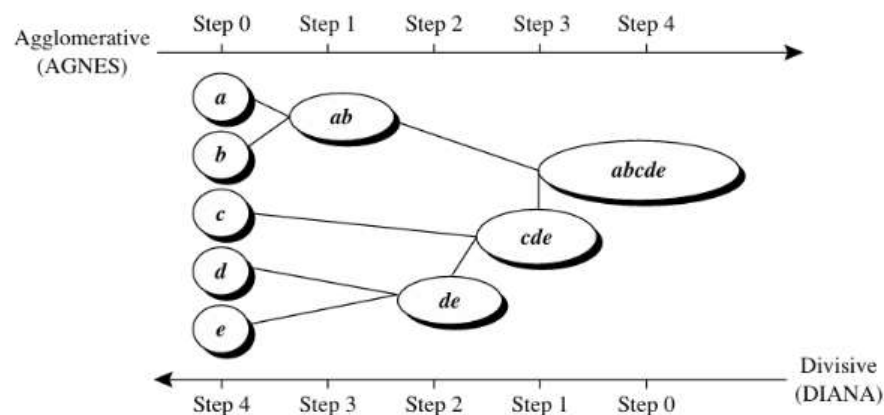 Step 0 Step 1 Step 2 Step 3 Step 4
Agglomerative
(AGNES)
a
ab
b
abcde
c
cde
d
de
e
Divisive
(DIANA)
Step 4 Step 3 Step 2 Step 1 Step 0